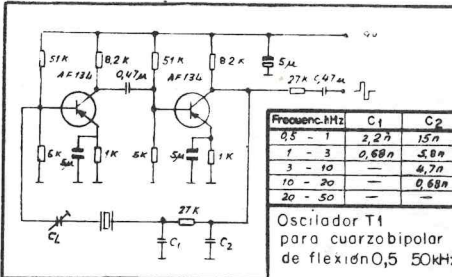 51K
8,2K
0,47µ
51K
8,2K
5µ
AF134
AF134
27K
0,47µ
6K
5µ
1K
5K
5µ
1K
27K
CL
C1
C2
Frecuenc. kHz C1 C2
0,5 - 1 2,2n 15n
1 - 3 0,68n 5,8n
3 - 10 — 4,7n
10 - 20 — 0,68n
20 - 50 — —
Oscilador T1
para cuarzo bipolar
de flexión 0,5 50kHz